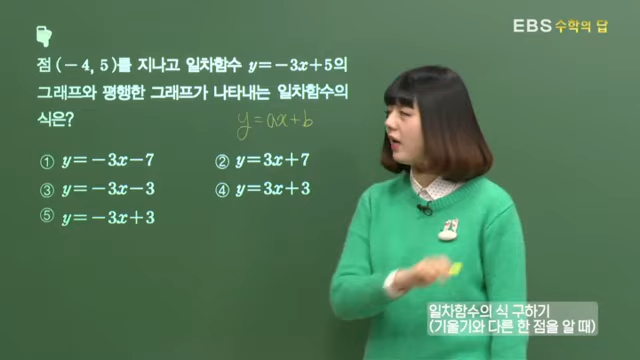 EBS 수학의 답
점 (−4, 5)를 지나고 일차함수 y=−3x+5의
그래프와 평행한 그래프가 나타내는 일차함수의
식은?
y=ax+b
① y=−3x−7
② y=3x+7
③ y=−3x−3
④ y=3x+3
⑤ y=−3x+3
일차함수의 식 구하기
(기울기와 다른 한 점을 알 때)